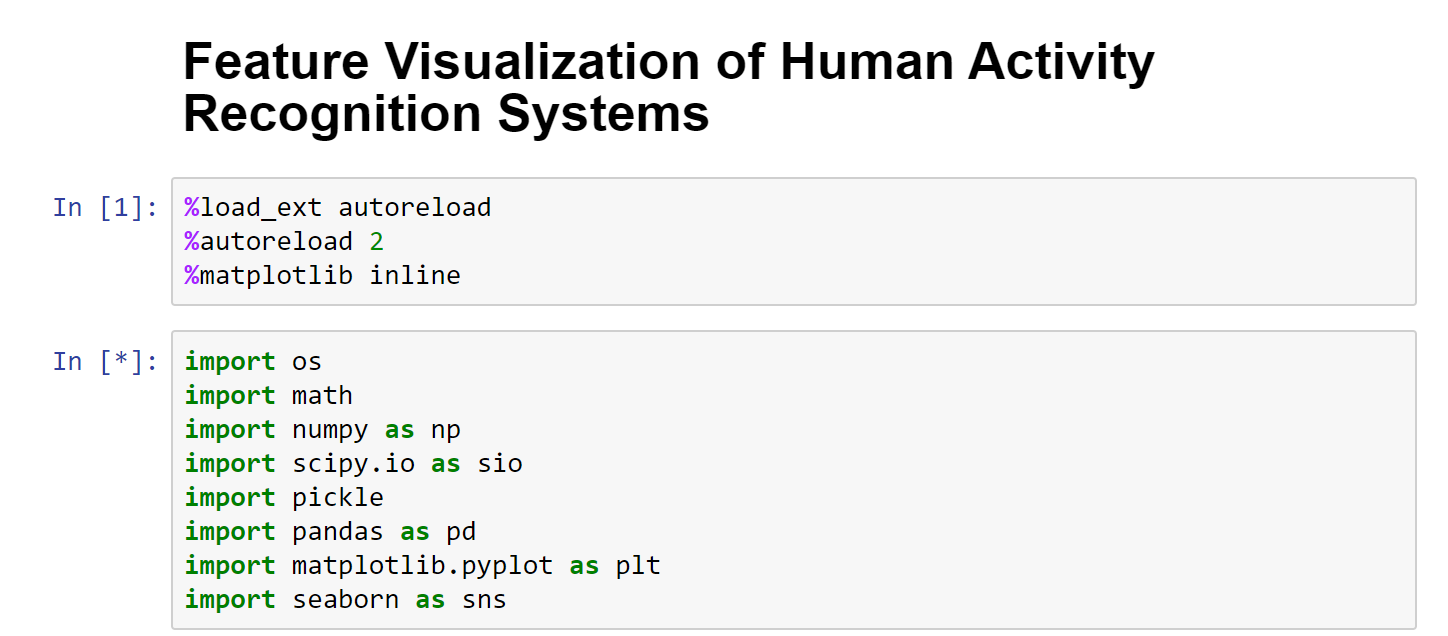 Feature Visualization of Human Activity
Recognition Systems
In [1]:
%load_ext autoreload
%autoreload 2
%matplotlib inline
In [*]:
import os
import math
import numpy as np
import scipy.io as sio
import pickle
import pandas as pd
import matplotlib.pyplot as plt
import seaborn as sns